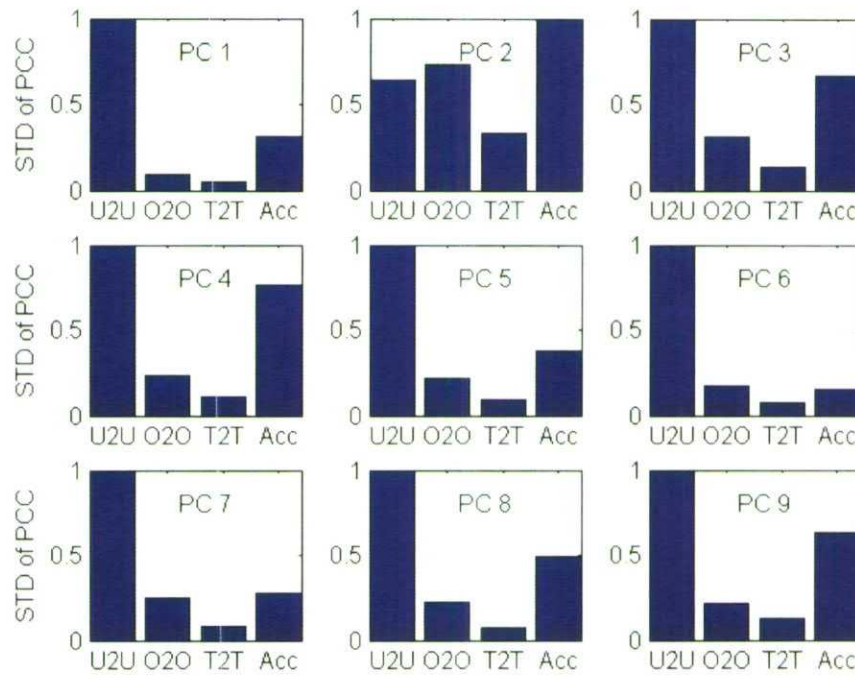 STD of PCC
1
0.5
0
PC 1
U2U O2O T2T Acc
1
0.5
0
PC 2
U2U O2O T2T Acc
1
0.5
0
PC 3
U2U O2O T2T Acc
STD of PCC
1
0.5
0
PC 4
U2U O2O T2T Acc
1
0.5
0
PC 5
U2U O2O T2T Acc
1
0.5
0
PC 6
U2U O2O T2T Acc
STD of PCC
1
0.5
0
PC 7
U2U O2O T2T Acc
1
0.5
0
PC 8
U2U O2O T2T Acc
1
0.5
0
PC 9
U2U O2O T2T Acc